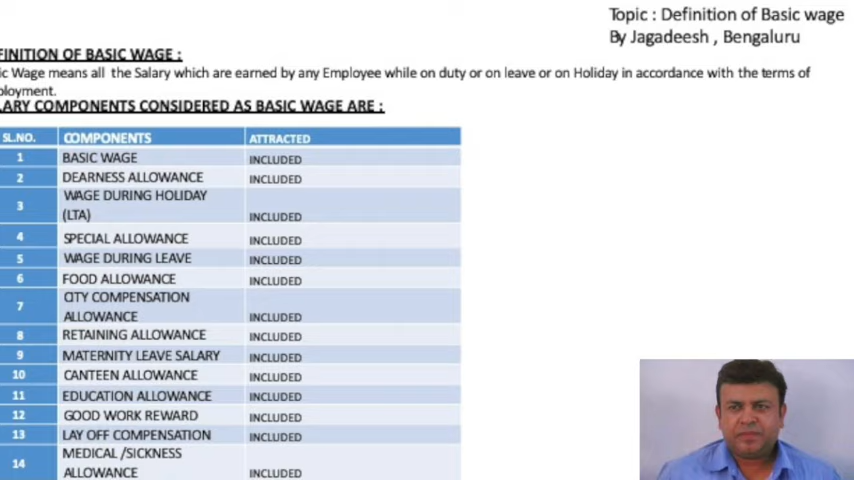 Topic : Definition of Basic wage
By Jagadeesh , Bengaluru
FINITION OF BASIC WAGE :
ic Wage means all the Salary which are earned by any Employee while on duty or on leave or on Holiday in accordance with the terms of
ployment.
LARY COMPONENTS CONSIDERED AS BASIC WAGE ARE :
SL.NO. COMPONENTS ATTRACTED
1 BASIC WAGE INCLUDED
2 DEARNESS ALLOWANCE INCLUDED
3 WAGE DURING HOLIDAY
(LTA) INCLUDED
4 SPECIAL ALLOWANCE INCLUDED
5 WAGE DURING LEAVE INCLUDED
6 FOOD ALLOWANCE INCLUDED
7 CITY COMPENSATION
ALLOWANCE INCLUDED
8 RETAINING ALLOWANCE INCLUDED
9 MATERNITY LEAVE SALARY INCLUDED
10 CANTEEN ALLOWANCE INCLUDED
11 EDUCATION ALLOWANCE INCLUDED
12 GOOD WORK REWARD INCLUDED
13 LAY OFF COMPENSATION INCLUDED
14 MEDICAL /SICKNESS
ALLOWANCE INCLUDED